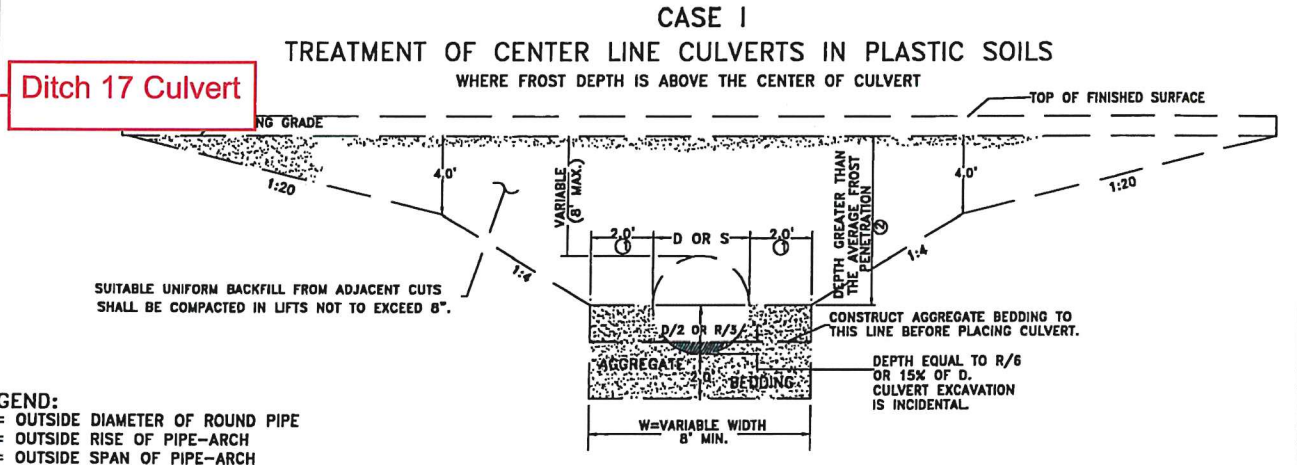 CASE I
TREATMENT OF CENTER LINE CULVERTS IN PLASTIC SOILS
WHERE FROST DEPTH IS ABOVE THE CENTER OF CULVERT
Ditch 17 Culvert
NG GRADE
TOP OF FINISHED SURFACE
1:20
4.0'
VARIABLE
(8' MAX.)
DEPTH GREATER THAN
THE AVERAGE FROST
PENETRATION
②
4.0'
1:20
2.0'
①
D OR S
2.0'
①
1:4
1:4
SUITABLE UNIFORM BACKFILL FROM ADJACENT CUTS
SHALL BE COMPACTED IN LIFTS NOT TO EXCEED 8".
D/2 OR R/3
CONSTRUCT AGGREGATE BEDDING TO
THIS LINE BEFORE PLACING CULVERT.
AGGREGATE
2.0'
BEDDING
DEPTH EQUAL TO R/6
OR 15% OF D.
CULVERT EXCAVATION
IS INCIDENTAL.
W=VARIABLE WIDTH
8' MIN.
GEND:
= OUTSIDE DIAMETER OF ROUND PIPE
= OUTSIDE RISE OF PIPE-ARCH
= OUTSIDE SPAN OF PIPE-ARCH